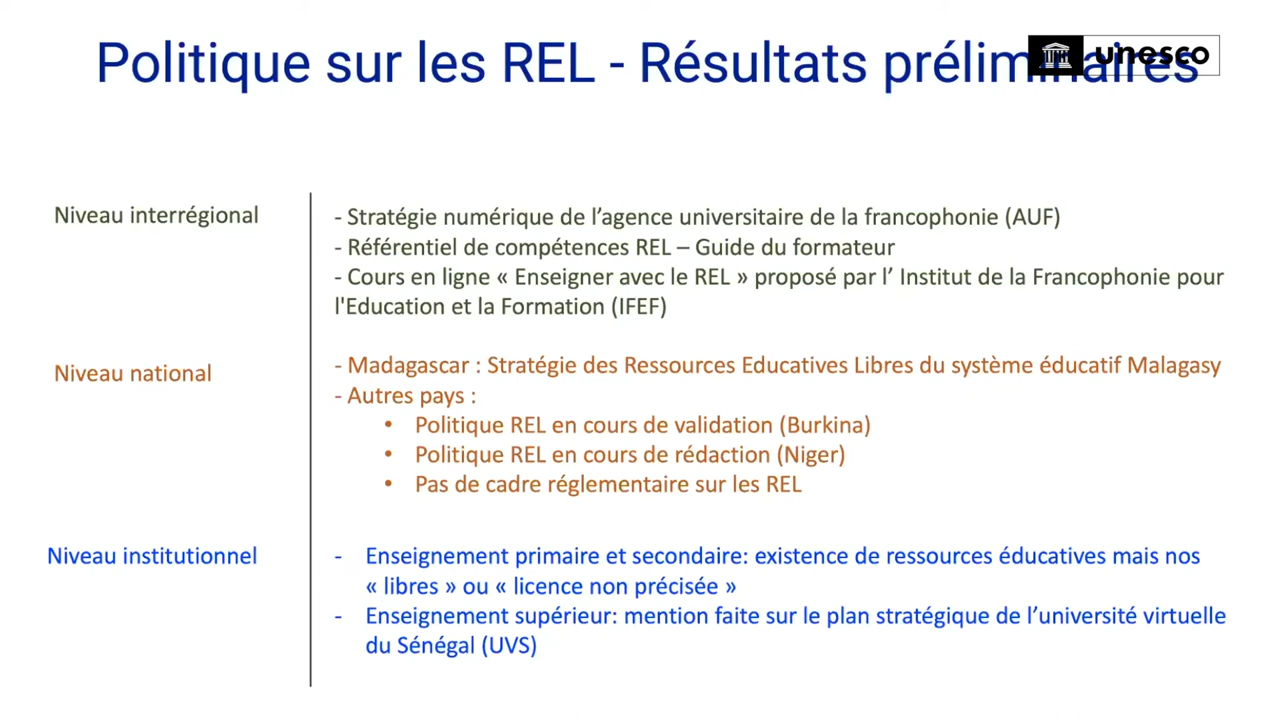 Politique sur les REL - Résultats préliminaires
unesco
Niveau interrégional
- Stratégie numérique de l’agence universitaire de la francophonie (AUF)
- Référentiel de compétences REL – Guide du formateur
- Cours en ligne « Enseigner avec le REL » proposé par l’ Institut de la Francophonie pour
l'Education et la Formation (IFEF)
Niveau national
- Madagascar : Stratégie des Ressources Educatives Libres du système éducatif Malagasy
- Autres pays :
• Politique REL en cours de validation (Burkina)
• Politique REL en cours de rédaction (Niger)
• Pas de cadre réglementaire sur les REL
Niveau institutionnel
- Enseignement primaire et secondaire: existence de ressources éducatives mais nos
« libres » ou « licence non précisée »
- Enseignement supérieur: mention faite sur le plan stratégique de l’université virtuelle
du Sénégal (UVS)